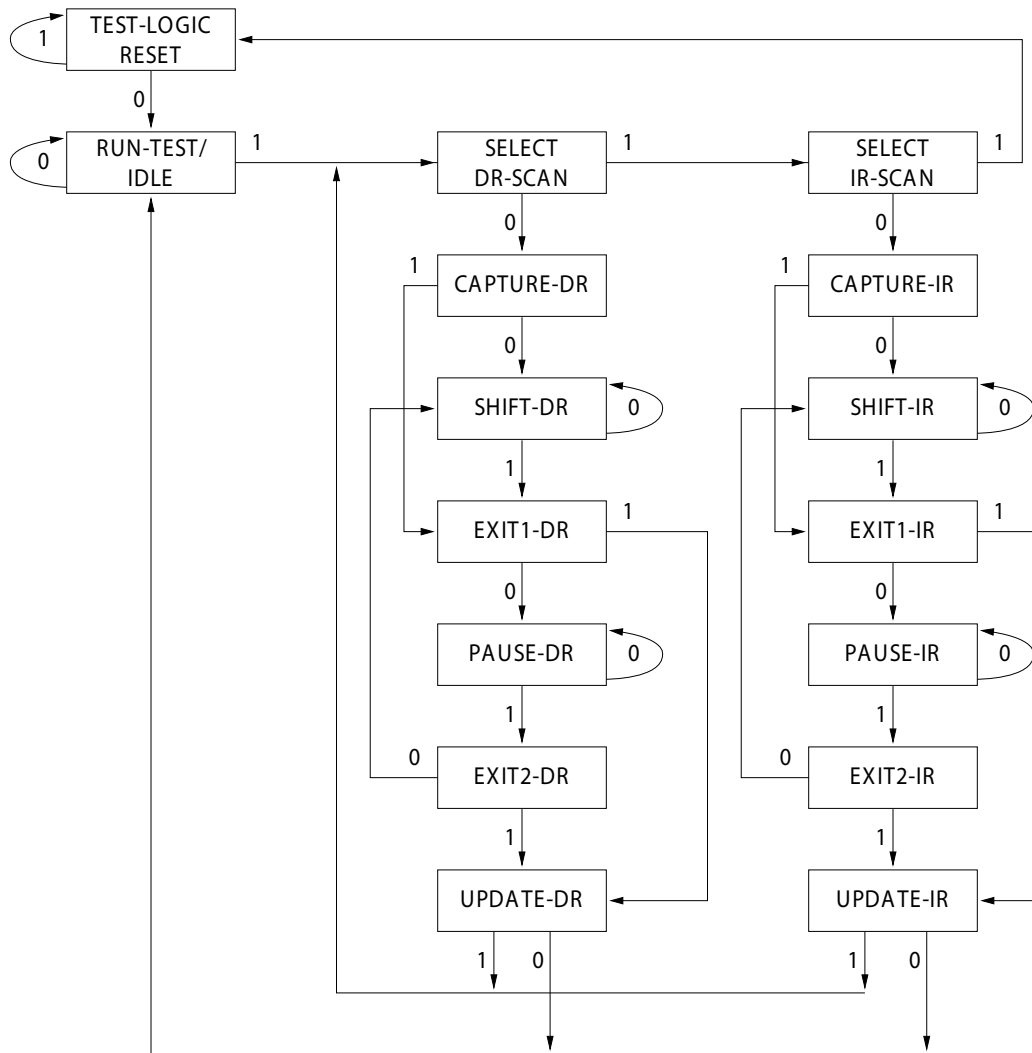 TEST-LOGIC
RESET
1
0
RUN-TEST/
IDLE
0
1
SELECT
DR-SCAN
1
SELECT
IR-SCAN
1
0
0
1
CAPTURE-DR
1
CAPTURE-IR
0
0
SHIFT-DR
0
SHIFT-IR
0
1
1
EXIT1-DR
1
EXIT1-IR
1
0
0
PAUSE-DR
0
PAUSE-IR
0
1
1
0
EXIT2-DR
0
EXIT2-IR
1
1
UPDATE-DR
UPDATE-IR
1
0
1
0